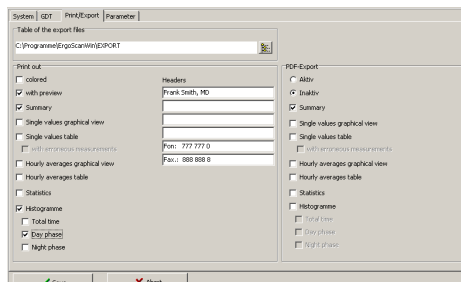 System GDT Print/Export Parameter
Table of the export files
C:\Programme\ErgoScanWin\EXPORT
Print out
colored
Headers
with preview
Frank Smith, MD
Summary
Single values graphical view
Single values table
with erroneous measurements
Fon: 777 777 0
Hourly averages graphical view
Fax.: 888 888 8
Hourly averages table
Statistics
Histogramme
Total time
Day phase
Night phase
PDF-Export
Aktiv
Inaktiv
Summary
Single values graphical view
Single values table
with erroneous measurements
Hourly averages graphical view
Hourly averages table
Statistics
Histogramme
Total time
Day phase
Night phase